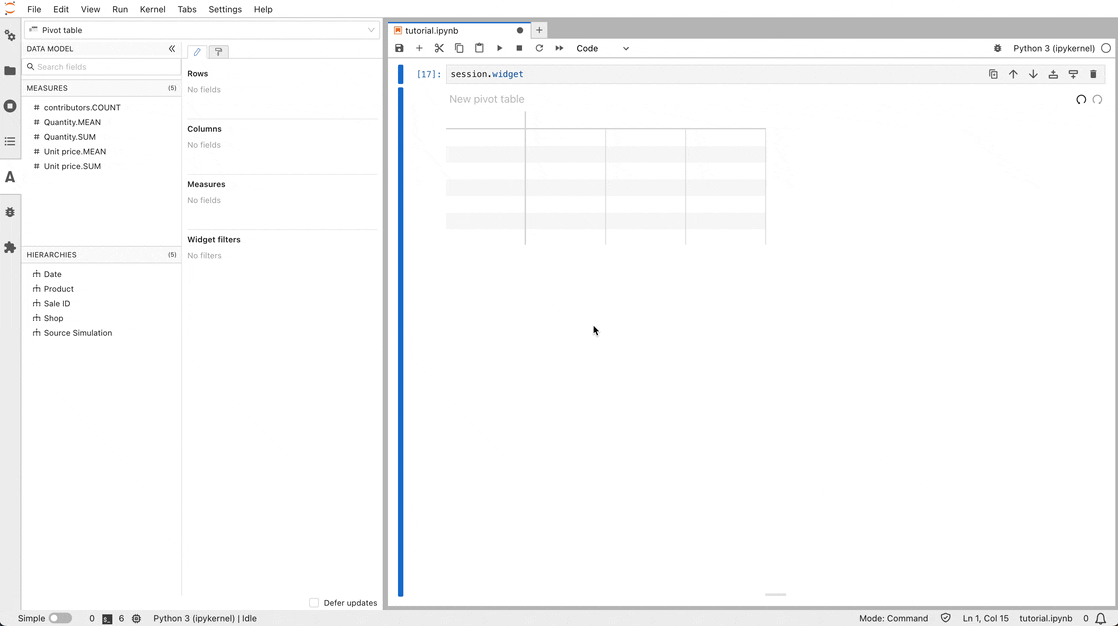 File Edit View Run Kernel Tabs Settings Help
Pivot table
DATA MODEL
Search fields
MEASURES (5)
contributors.COUNT
Quantity.MEAN
Quantity.SUM
Unit price.MEAN
Unit price.SUM
HIERARCHIES (5)
Date
Product
Sale ID
Shop
Source Simulation
Rows
No fields
Columns
No fields
Measures
No fields
Widget filters
No filters
Defer updates
tutorial.ipynb
Code
Python 3 (ipykernel)
[17]: session.widget
New pivot table
Simple 0 6 Python 3 (ipykernel) | Idle Mode: Command Ln 1, Col 15 tutorial.ipynb 0